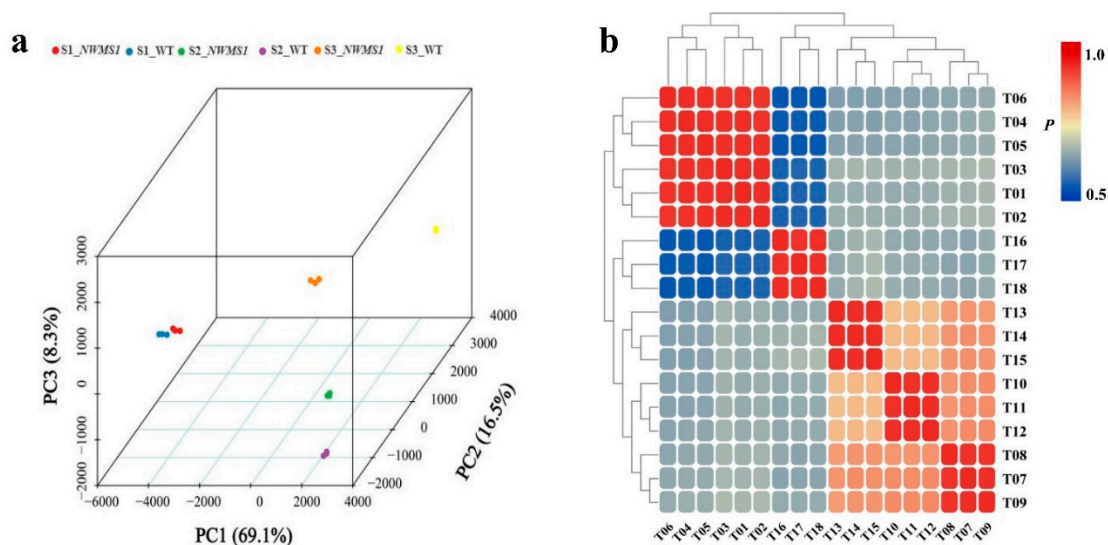 a
S1_NWMS1 S1_WT S2_NWMS1 S2_WT S3_NWMS1 S3_WT
3000
2000
1000
0
−1000
−2000
PC3 (8.3%)
−6000 −4000 −2000 0 2000 4000
PC1 (69.1%)
4000
3000
2000
1000
0
−1000
−2000
PC2 (16.5%)
b
T06
T04
T05
T03
T01
T02
T16
T17
T18
T13
T14
T15
T10
T11
T12
T08
T07
T09
T06 T04 T05 T03 T01 T02 T16 T17 T18 T13 T14 T15 T10 T11 T12 T08 T07 T09
1.0
P
0.5